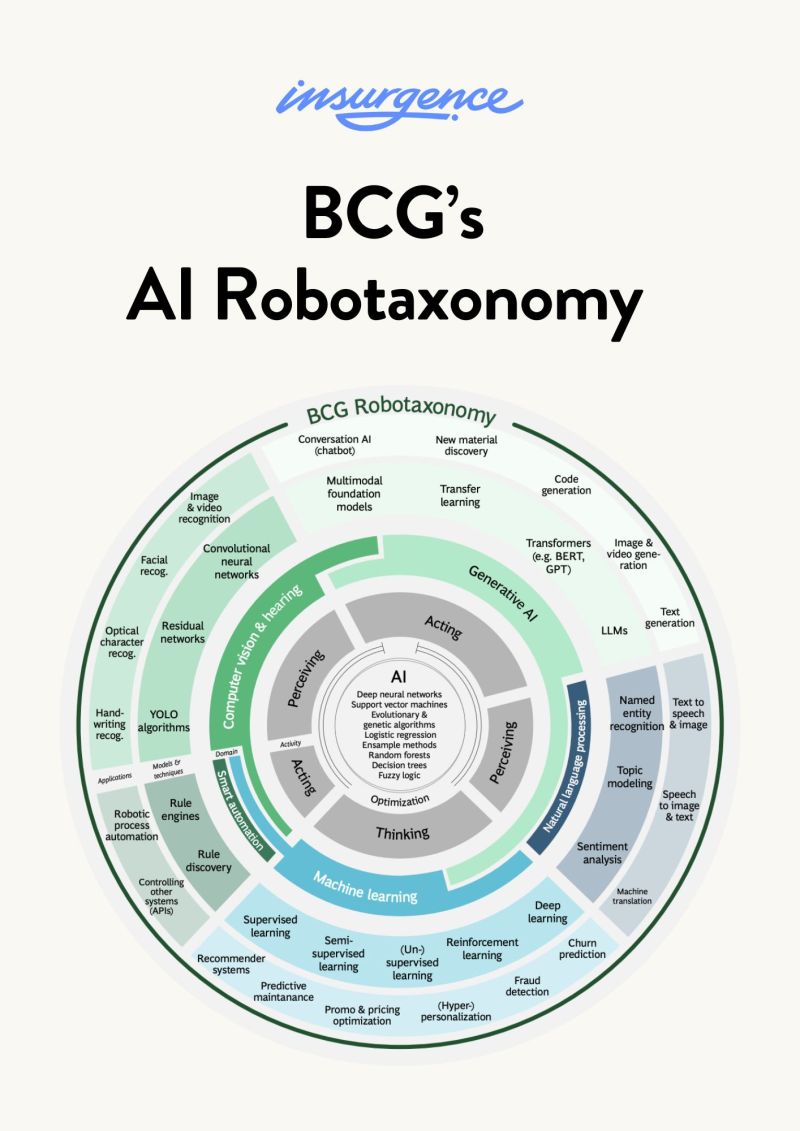 insurgence
BCG's
AI Robotaxonomy
BCG Robotaxonomy
Conversation AI
(chatbot)
New material
discovery
Code
generation
Image &
video gene-
ration
Text
generation
Multimodal
foundation
models
Transfer
learning
Transformers
(e.g. BERT,
GPT)
LLMs
Generative AI
Image
& video
recognition
Facial
recog.
Optical
character
recog.
Hand-
writing
recog.
Convolutional
neural
networks
Residual
networks
YOLO
algorithms
Computer vision & hearing
Named
entity
recognition
Topic
modeling
Sentiment
analysis
Text to
speech
& image
Speech
to image
& text
Machine
translation
Natural language processing
Acting
Perceiving
Perceiving
Acting
Thinking
AI
Deep neural networks
Support vector machines
Evolutionary &
genetic algorithms
Logistic regression
Ensample methods
Random forests
Decision trees
Fuzzy logic
Optimization
Activity
Domain
Models &
techniques
Applications
Smart automation
Rule
engines
Rule
discovery
Robotic
process
automation
Controlling
other
systems
(APIs)
Machine learning
Supervised
learning
Semi-
supervised
learning
(Un-)
supervised
learning
Reinforcement
learning
Deep
learning
Recommender
systems
Predictive
maintanance
Promo & pricing
optimization
(Hyper-)
personalization
Fraud
detection
Churn
prediction